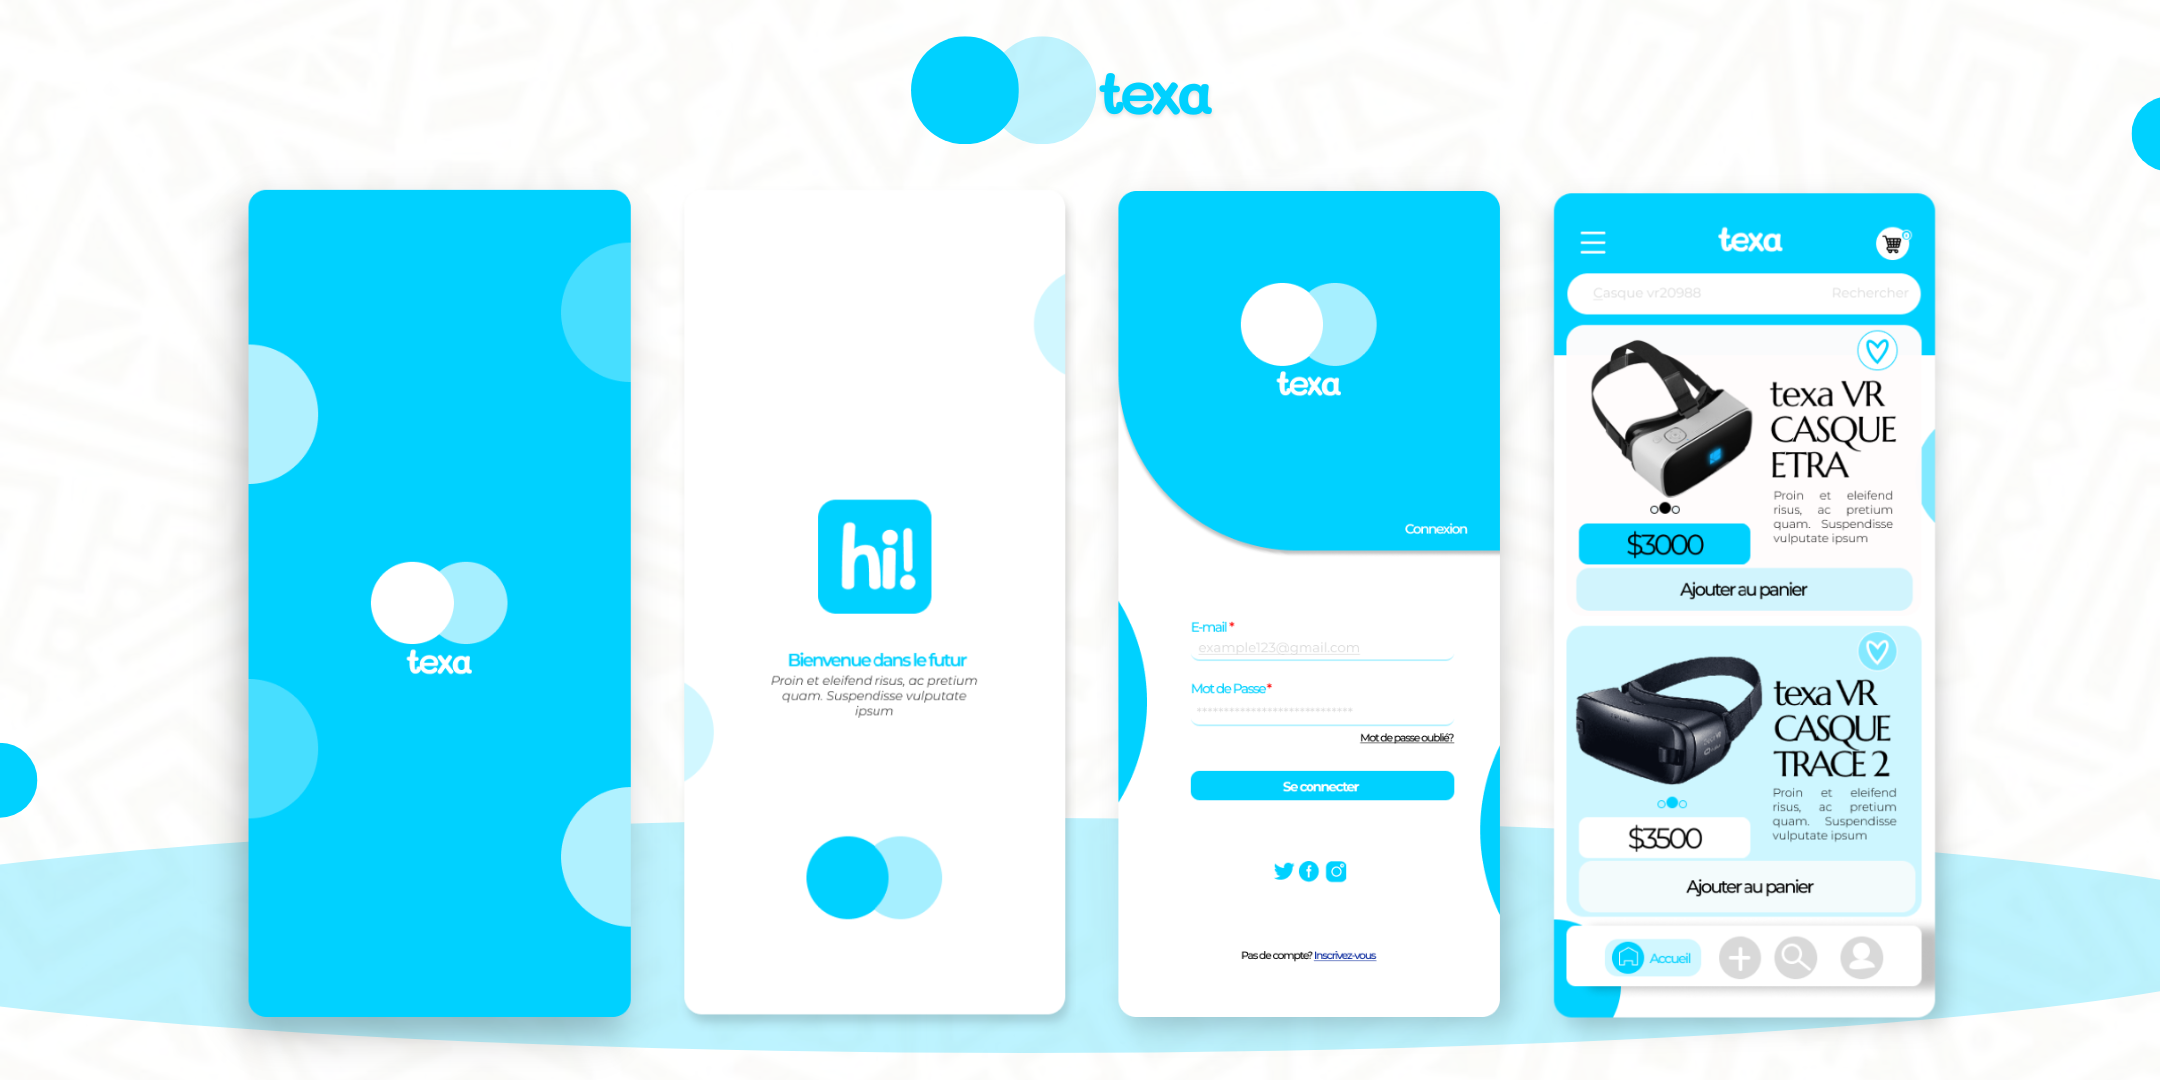 texa
texa
hi!
Bienvenue dans le futur
Proin et eleifend risus, ac pretium
quam. Suspendisse vulputate
ipsum
texa
Connexion
E-mail *
example123@gmail.com
Mot de Passe *
*****************************
Mot de passe oublié?
Se connecter
Pas de compte? Inscrivez-vous
texa
0
Casque vr20988
Rechercher
texa VR
CASQUE
ETRA
Proin et eleifend
risus, ac pretium
quam. Suspendisse
vulputate ipsum
$3000
Ajouter au panier
texa VR
CASQUE
TRACE 2
Proin et eleifend
risus, ac pretium
quam. Suspendisse
vulputate ipsum
$3500
Ajouter au panier
Accueil